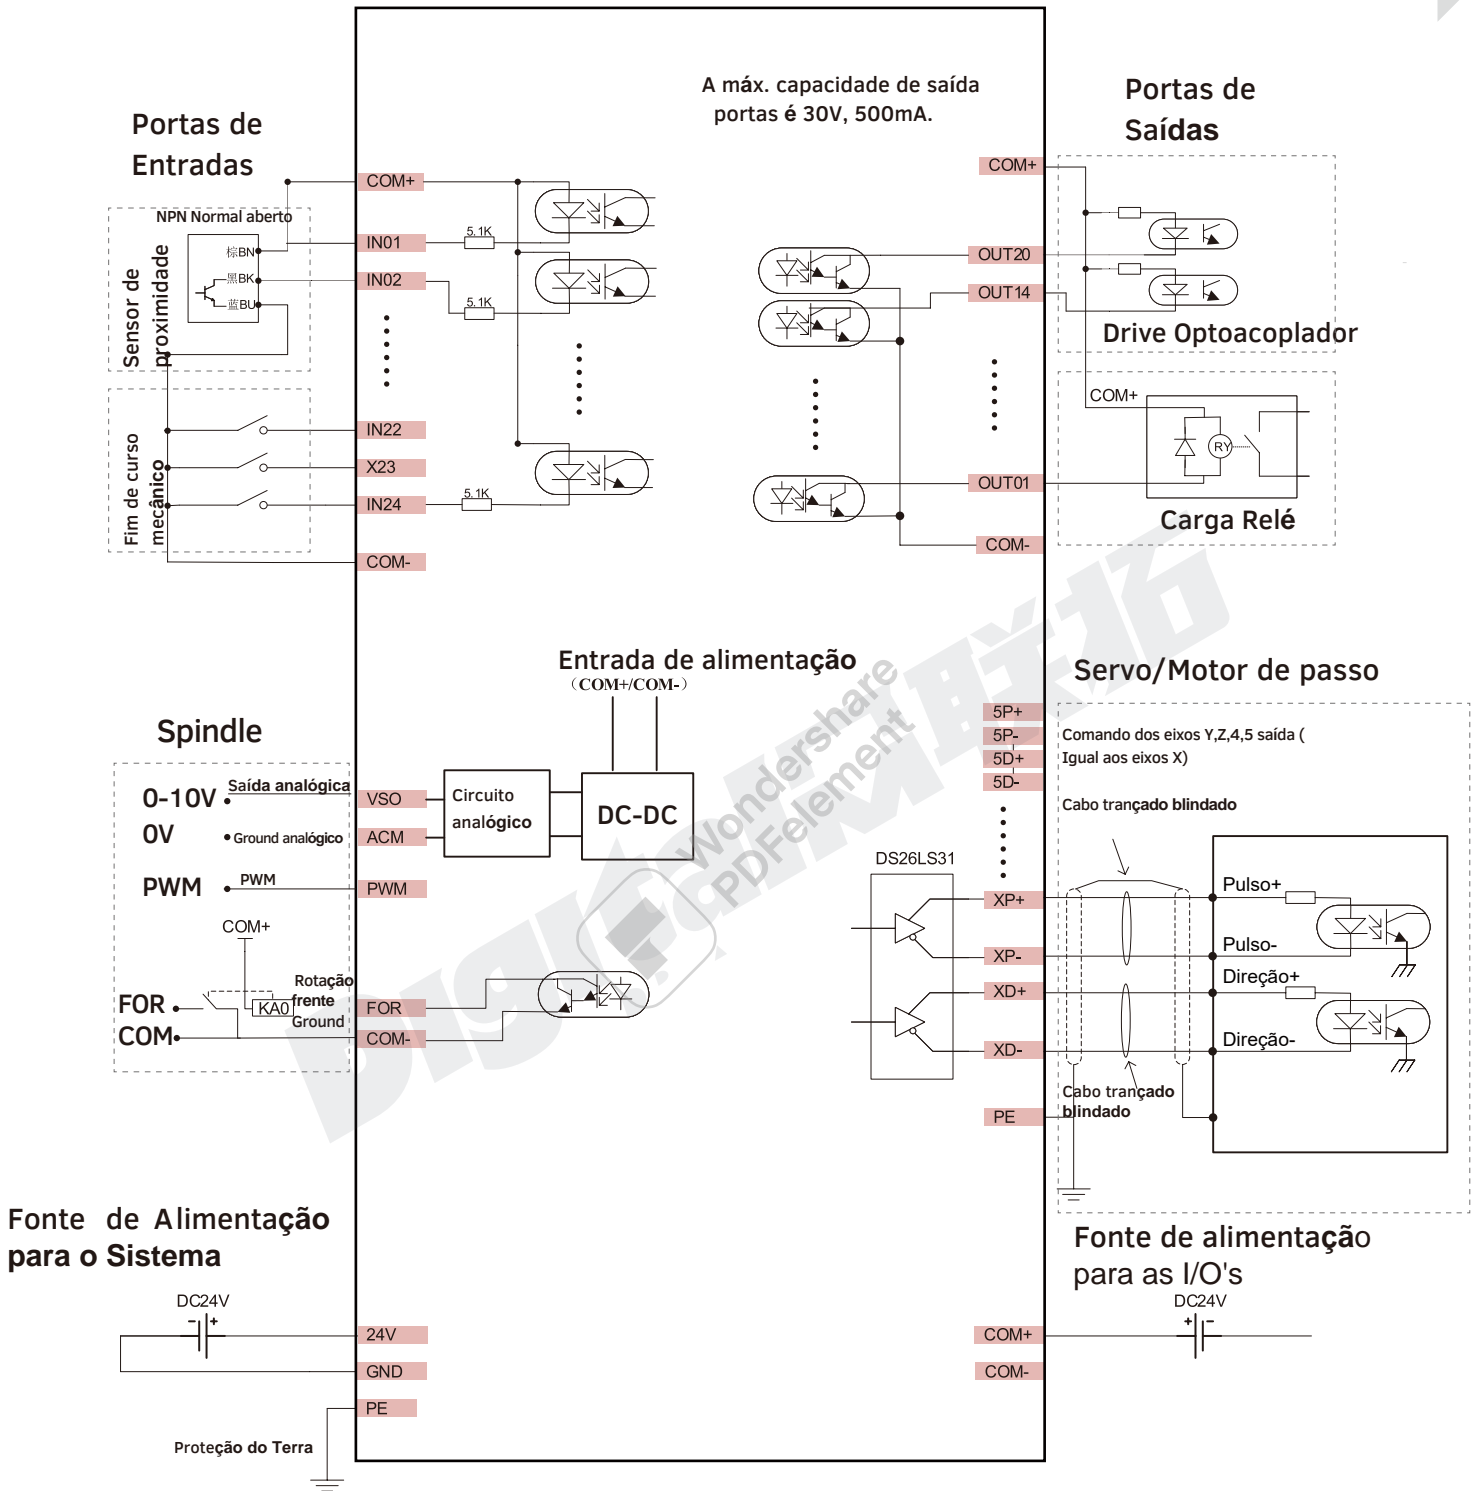 A máx. capacidade de saída
portas é 30V, 500mA.
Portas de
Entradas
NPN Normal aberto
棕BN
黑BK
蓝BU
Sensor de
proximidade
Fim de curso
mecânico
COM+
IN01
IN02
IN22
X23
IN24
COM-
5.1K
5.1K
5.1K
Portas de
Saídas
COM+
OUT20
OUT14
OUT01
COM-
Drive Optoacoplador
COM+
RY
Carga Relé
Entrada de alimentação
（COM+/COM-）
Spindle
0-10V
Saída analógica
0V
Ground analógico
PWM
PWM
COM+
FOR
COM
KA0
Rotação
frente
Ground
VSO
ACM
PWM
FOR
COM-
Circuito
analógico
DC-DC
Servo/Motor de passo
5P+
5P-
5D+
5D-
Comando dos eixos Y,Z,4,5 saída (
Igual aos eixos X)
Cabo trançado blindado
DS26LS31
XP+
XP-
XD+
XD-
PE
Pulso+
Pulso-
Direção+
Direção-
Cabo trançado
blindado
Digital M 联拓
Wondershare
PDFelement
Fonte de Alimentação
para o Sistema
DC24V
- +
24V
GND
PE
Proteção do Terra
Fonte de alimentação
para as I/O's
DC24V
+ -
COM+
COM-